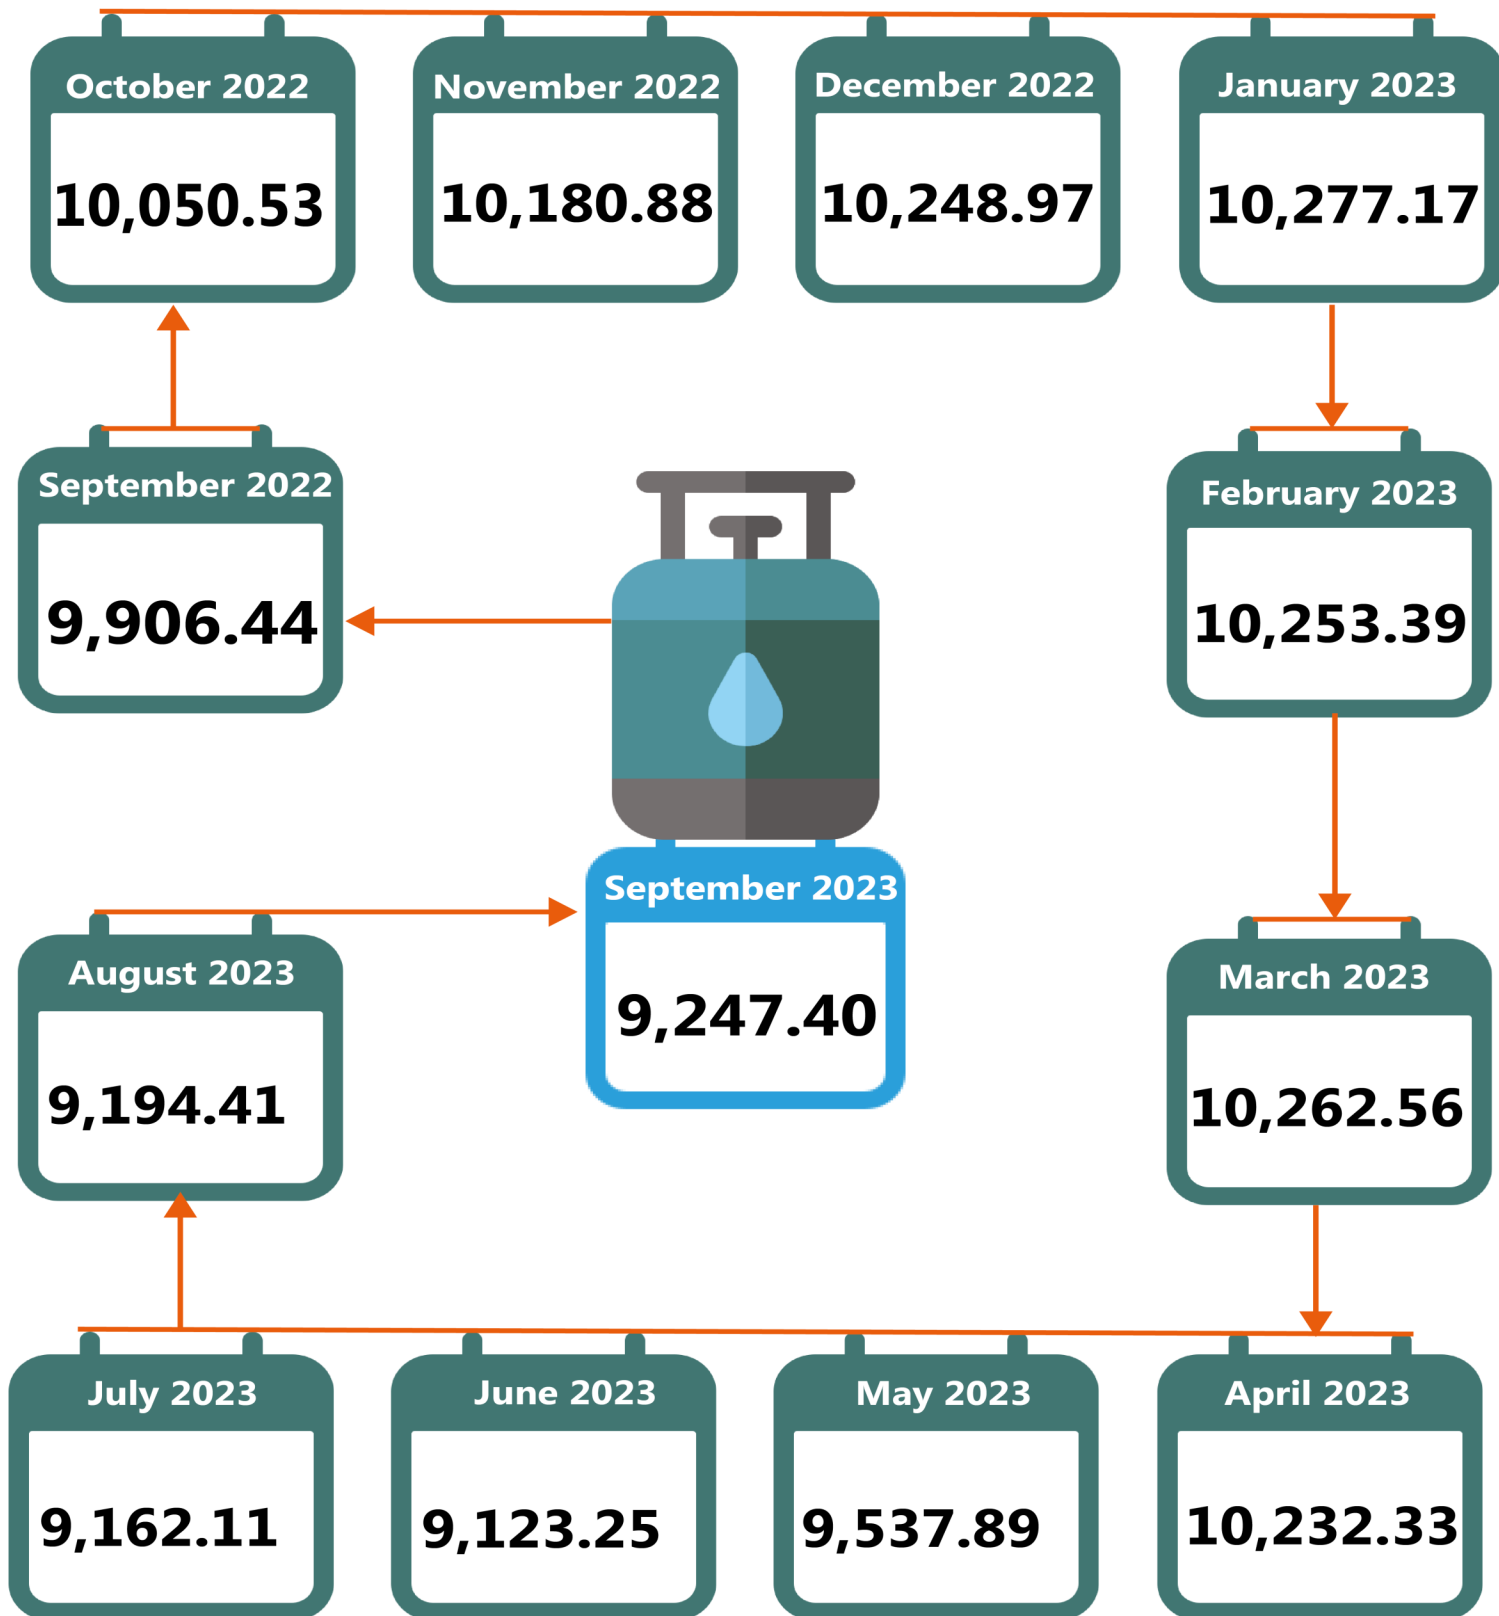 October 2022
10,050.53
November 2022
10,180.88
December 2022
10,248.97
January 2023
10,277.17
September 2022
9,906.44
February 2023
10,253.39
September 2023
9,247.40
August 2023
9,194.41
March 2023
10,262.56
July 2023
9,162.11
June 2023
9,123.25
May 2023
9,537.89
April 2023
10,232.33